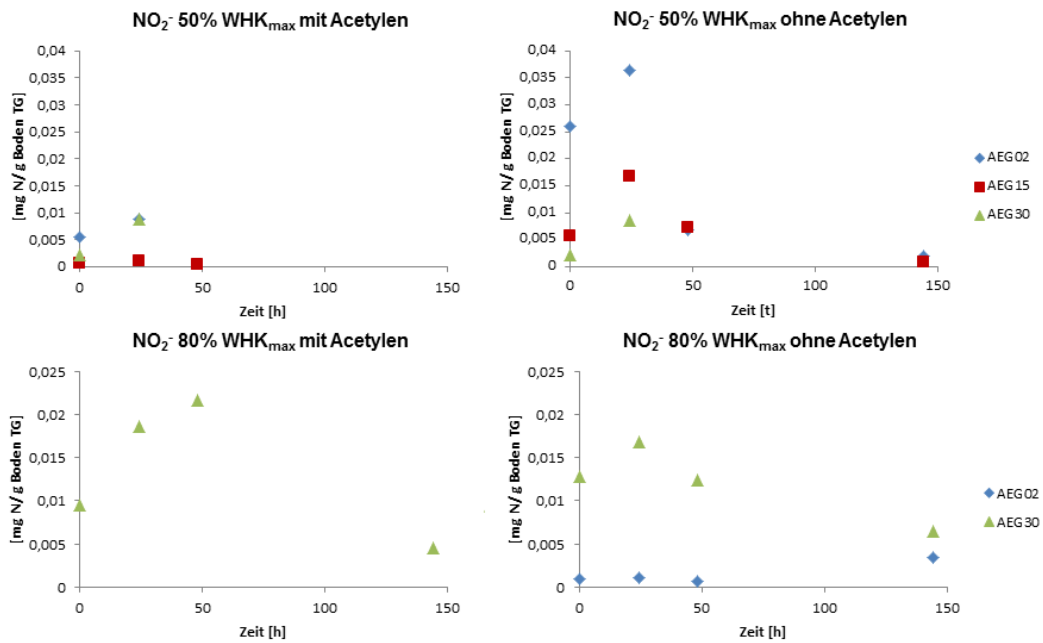 NO₂⁻ 50% WHKmax mit Acetylen
[mg N/ g Boden TG]
0,04
0,035
0,03
0,025
0,02
0,015
0,01
0,005
0
0 50 100 150
Zeit [h]
NO₂⁻ 50% WHKmax ohne Acetylen
[mg N/ g Boden TG]
0,04
0,035
0,03
0,025
0,02
0,015
0,01
0,005
0
0 50 100 150
Zeit [t]
AEG02
AEG15
AEG30
NO₂⁻ 80% WHKmax mit Acetylen
[mg N/ g Boden TG]
0,025
0,02
0,015
0,01
0,005
0
0 50 100 150
Zeit [h]
NO₂⁻ 80% WHKmax ohne Acetylen
[mg N/ g Boden TG]
0,025
0,02
0,015
0,01
0,005
0
0 50 100 150
Zeit [h]
AEG02
AEG30